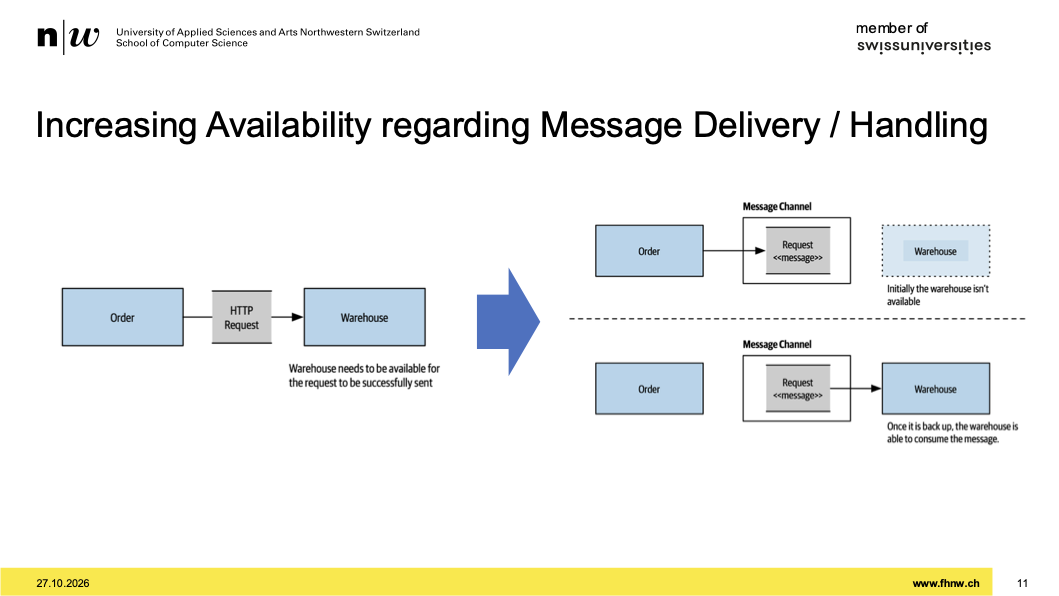 n w
University of Applied Sciences and Arts Northwestern Switzerland
School of Computer Science
member of
swissuniversities
Increasing Availability regarding Message Delivery / Handling
Order
HTTP
Request
Warehouse
Warehouse needs to be available for
the request to be successfully sent
Message Channel
Order
Request
<<message>>
Warehouse
Initially the warehouse isn't
available
Message Channel
Order
Request
<<message>>
Warehouse
Once it is back up, the warehouse is
able to consume the message.
27.10.2026
www.fhnw.ch
11